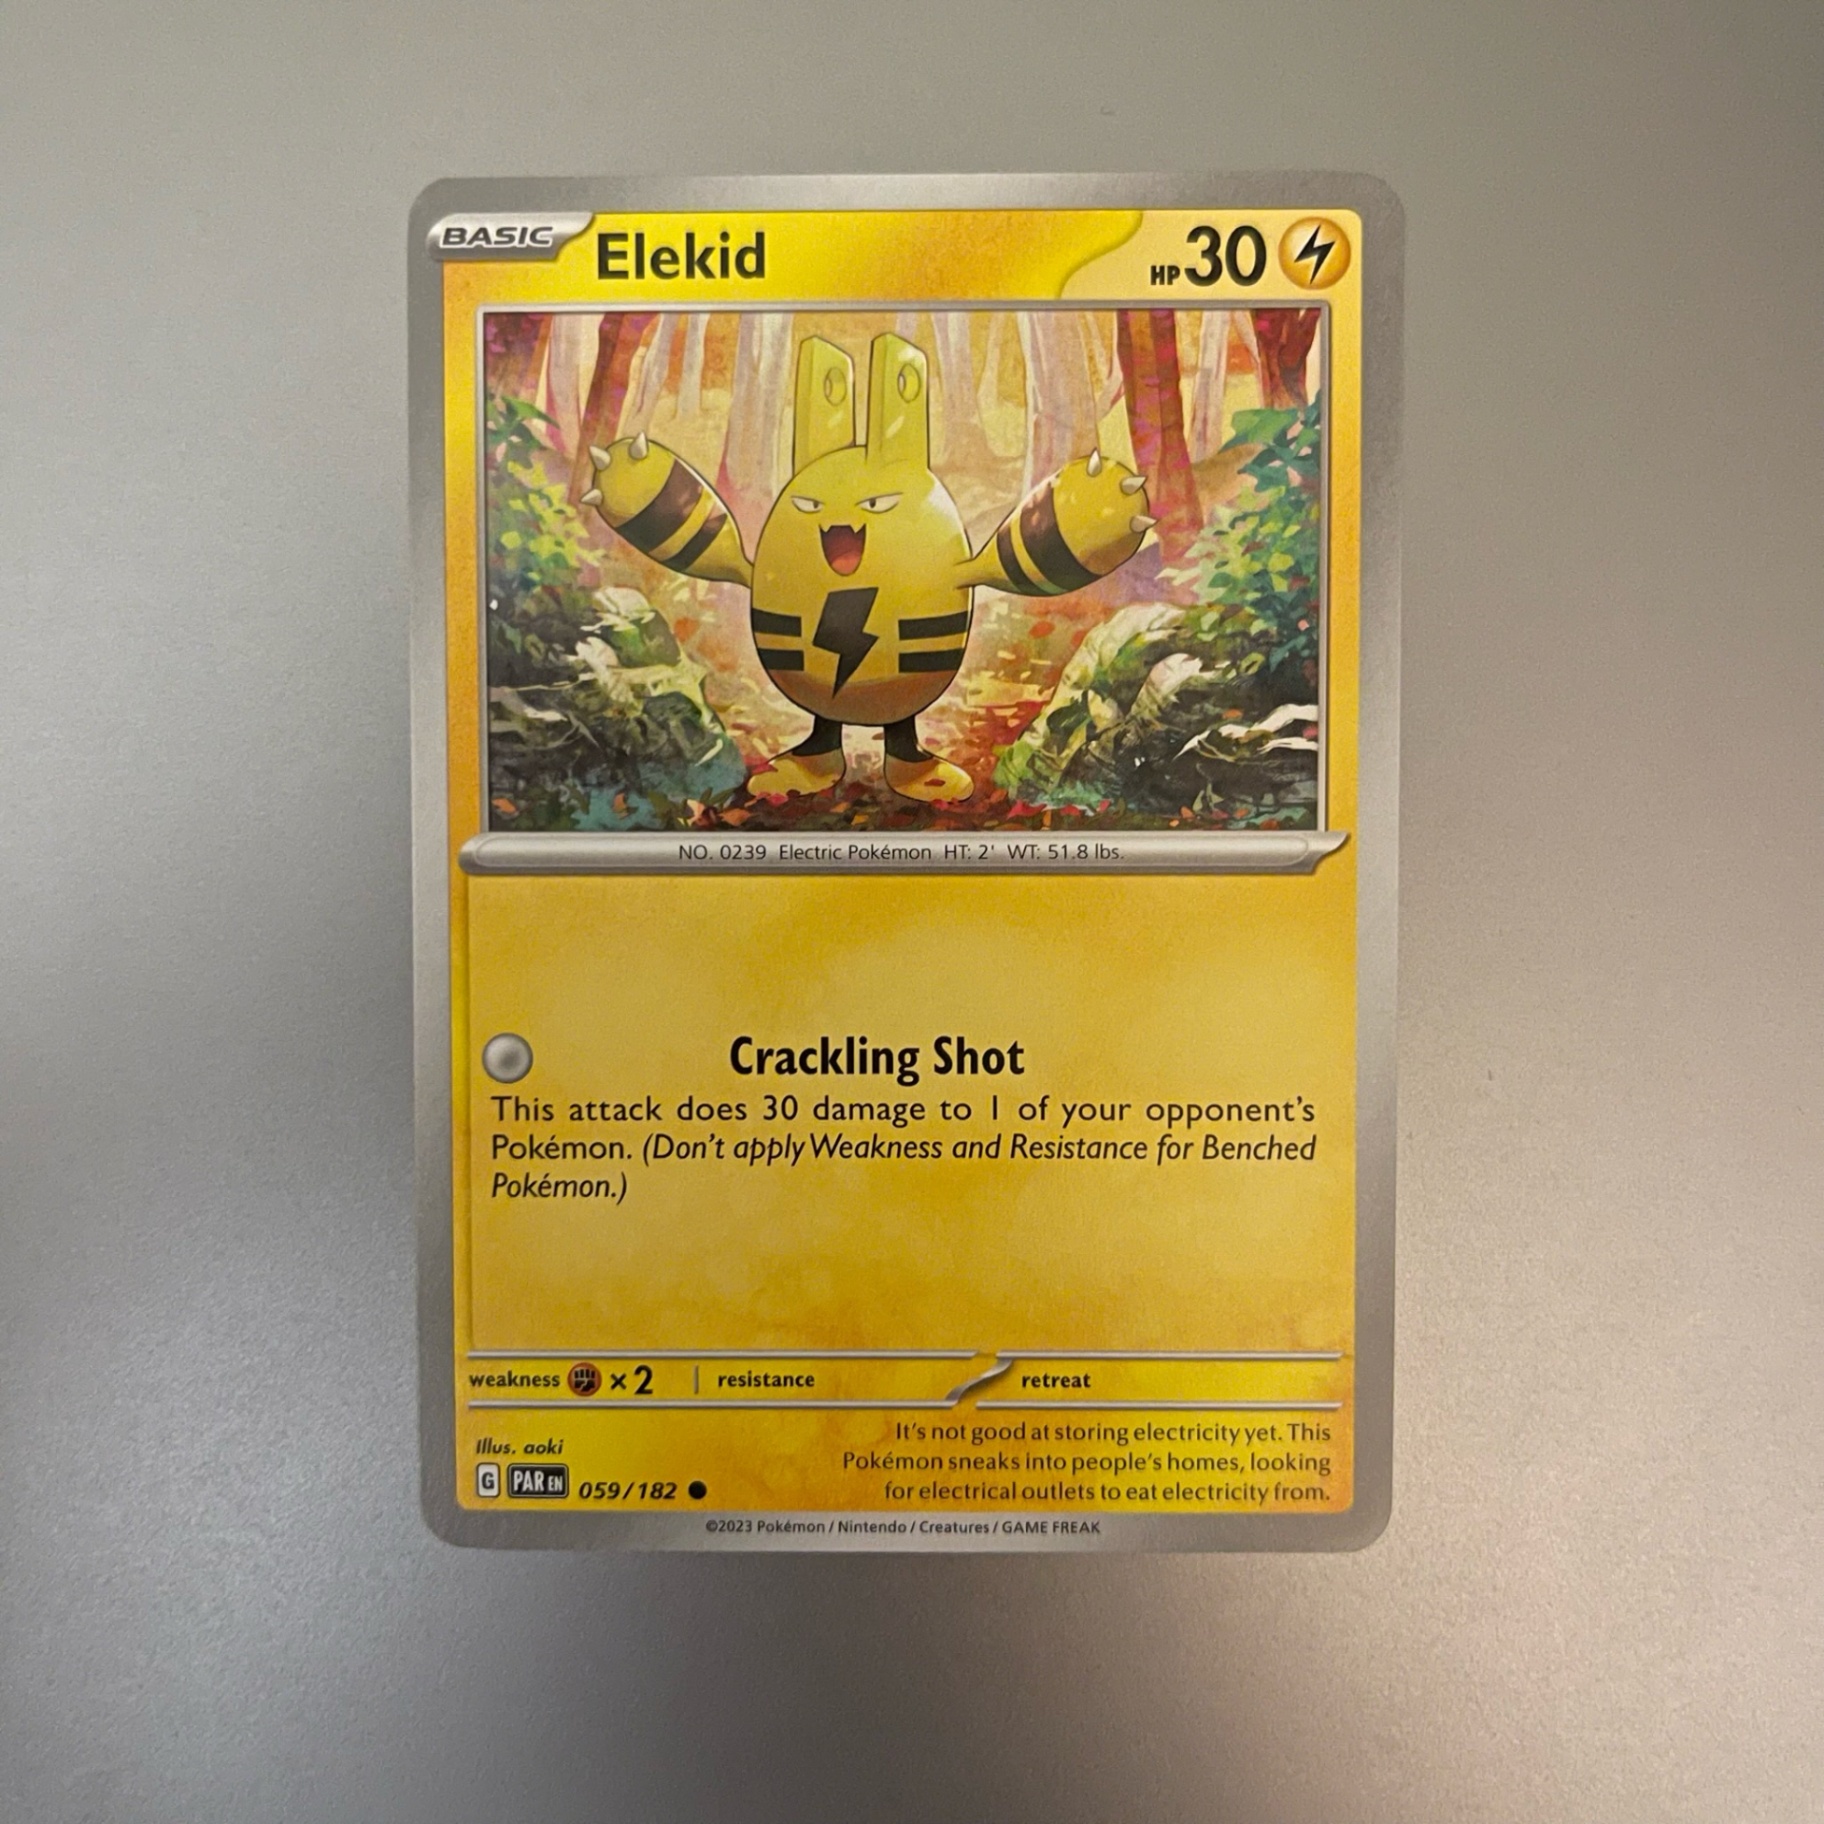 BASIC Elekid HP 30
NO. 0239 Electric Pokémon HT: 2' WT: 51.8 lbs.
Crackling Shot
This attack does 30 damage to 1 of your opponent's
Pokémon. (Don't apply Weakness and Resistance for Benched
Pokémon.)
weakness ×2 resistance retreat
Illus. aoki
G PAR EN 059/182
It's not good at storing electricity yet. This
Pokémon sneaks into people's homes, looking
for electrical outlets to eat electricity from.
©2023 Pokémon / Nintendo / Creatures / GAME FREAK